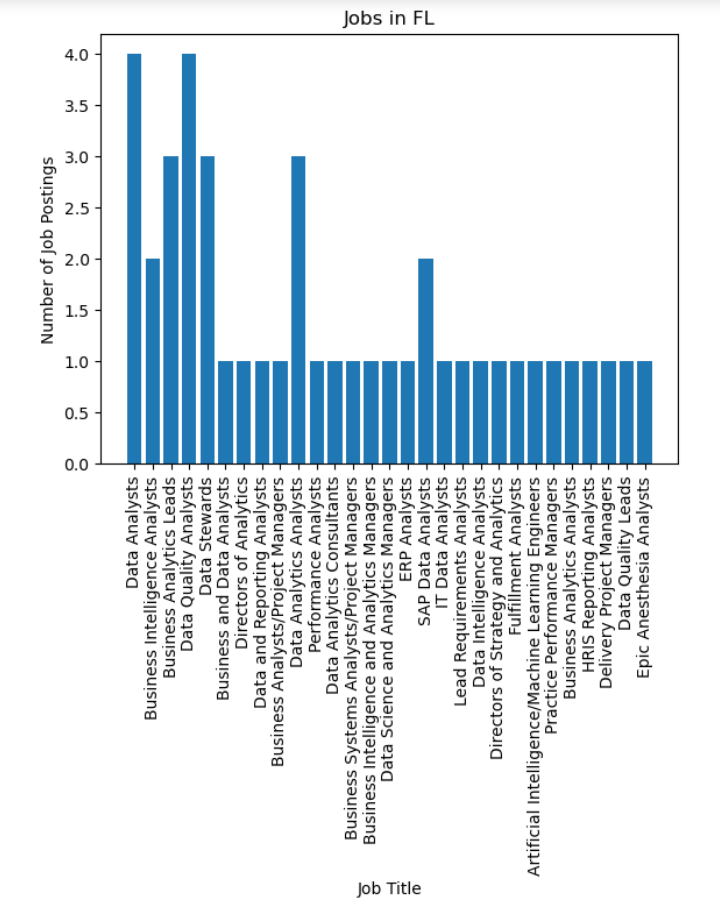 Jobs in FL
4.0
3.5
3.0
2.5
2.0
1.5
1.0
0.5
0.0
Number of Job Postings
Data Analysts
Business Intelligence Analysts
Business Analytics Leads
Data Quality Analysts
Data Stewards
Business and Data Analysts
Directors of Analytics
Data and Reporting Analysts
Business Analysts/Project Managers
Data Analytics Analysts
Performance Analysts
Data Analytics Consultants
Business Systems Analysts/Project Managers
Business Intelligence and Analytics Managers
Data Science and Analytics Managers
ERP Analysts
SAP Data Analysts
IT Data Analysts
Lead Requirements Analysts
Data Intelligence Analysts
Directors of Strategy and Analytics
Fulfillment Analysts
Artificial Intelligence/Machine Learning Engineers
Practice Performance Managers
Business Analytics Analysts
HRIS Reporting Analysts
Delivery Project Managers
Data Quality Leads
Epic Anesthesia Analysts
Job Title